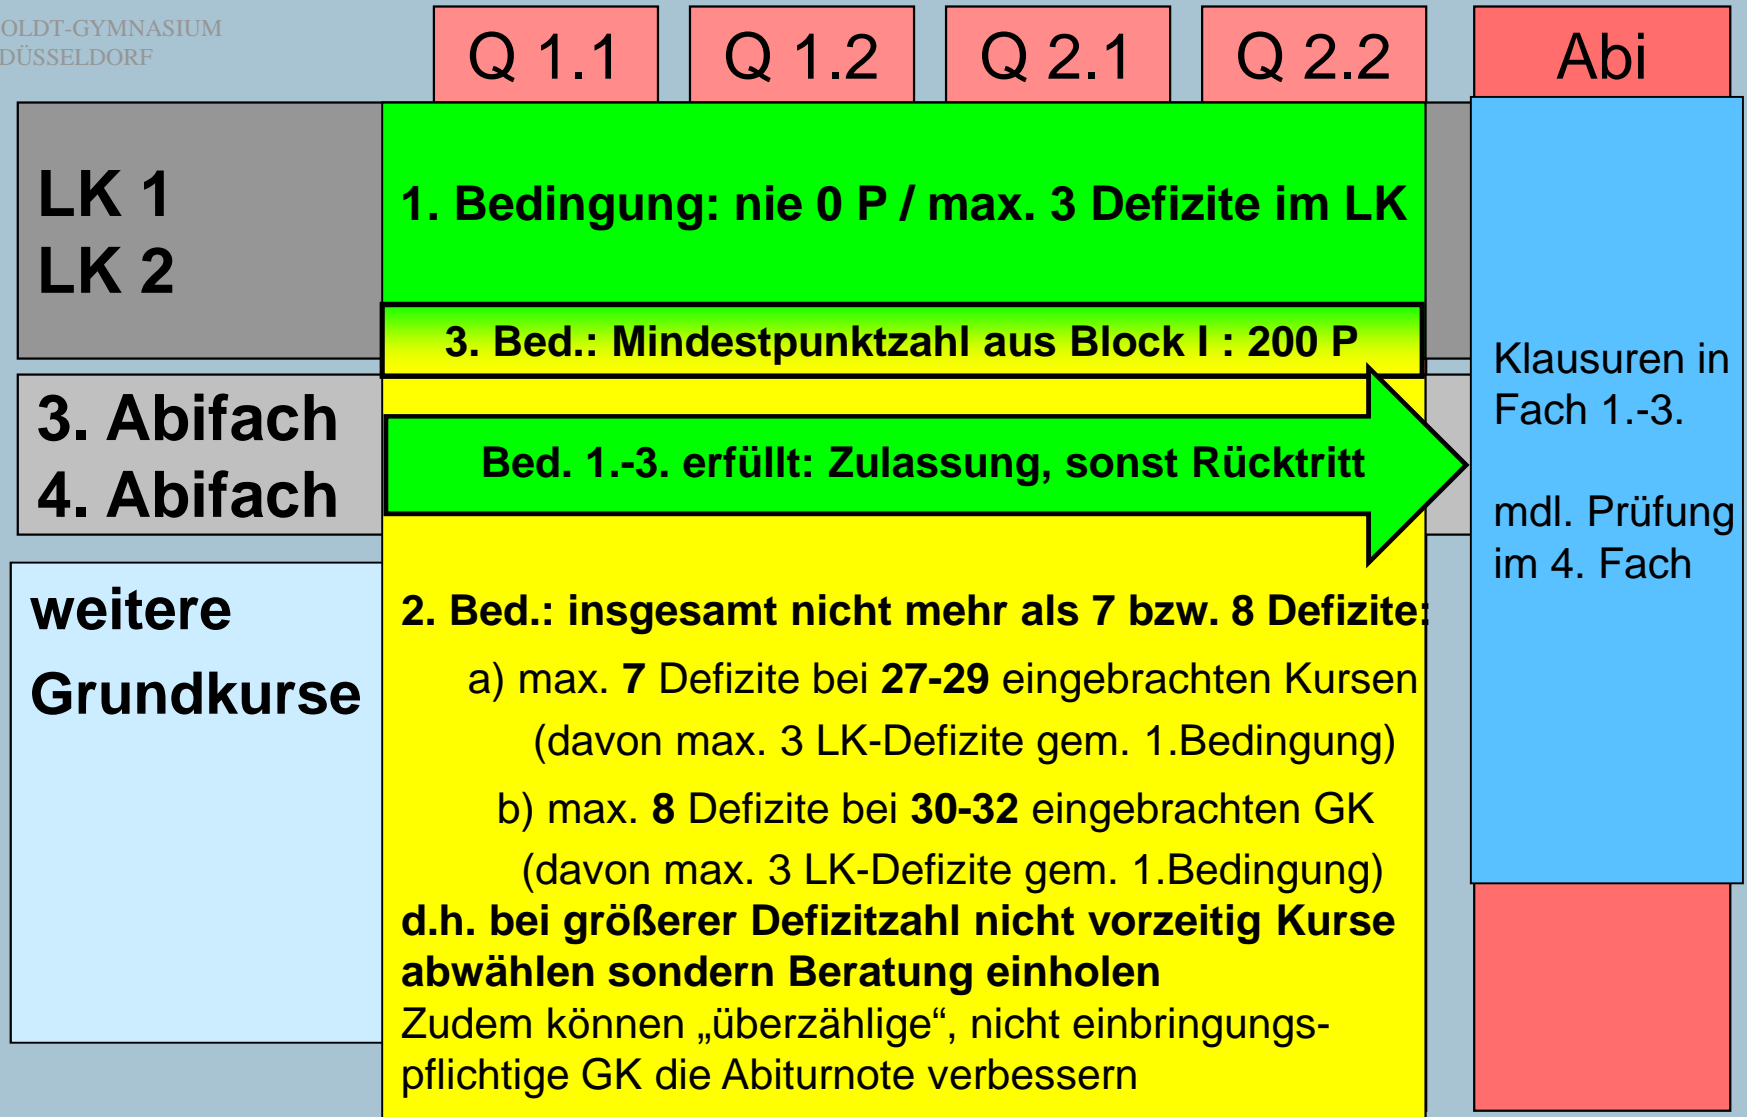 OLDT-GYMNASIUM
DÜSSELDORF
Q 1.1
Q 1.2
Q 2.1
Q 2.2
Abi
LK 1
LK 2
1. Bedingung: nie 0 P / max. 3 Defizite im LK
3. Bed.: Mindestpunktzahl aus Block I : 200 P
3. Abifach
4. Abifach
Bed. 1.-3. erfüllt: Zulassung, sonst Rücktritt
Klausuren in
Fach 1.-3.
mdl. Prüfung
im 4. Fach
weitere
Grundkurse
2. Bed.: insgesamt nicht mehr als 7 bzw. 8 Defizite:
a) max. 7 Defizite bei 27-29 eingebrachten Kursen
(davon max. 3 LK-Defizite gem. 1.Bedingung)
b) max. 8 Defizite bei 30-32 eingebrachten GK
(davon max. 3 LK-Defizite gem. 1.Bedingung)
d.h. bei größerer Defizitzahl nicht vorzeitig Kurse
abwählen sondern Beratung einholen
Zudem können „überzählige“, nicht einbringungs-
pflichtige GK die Abiturnote verbessern